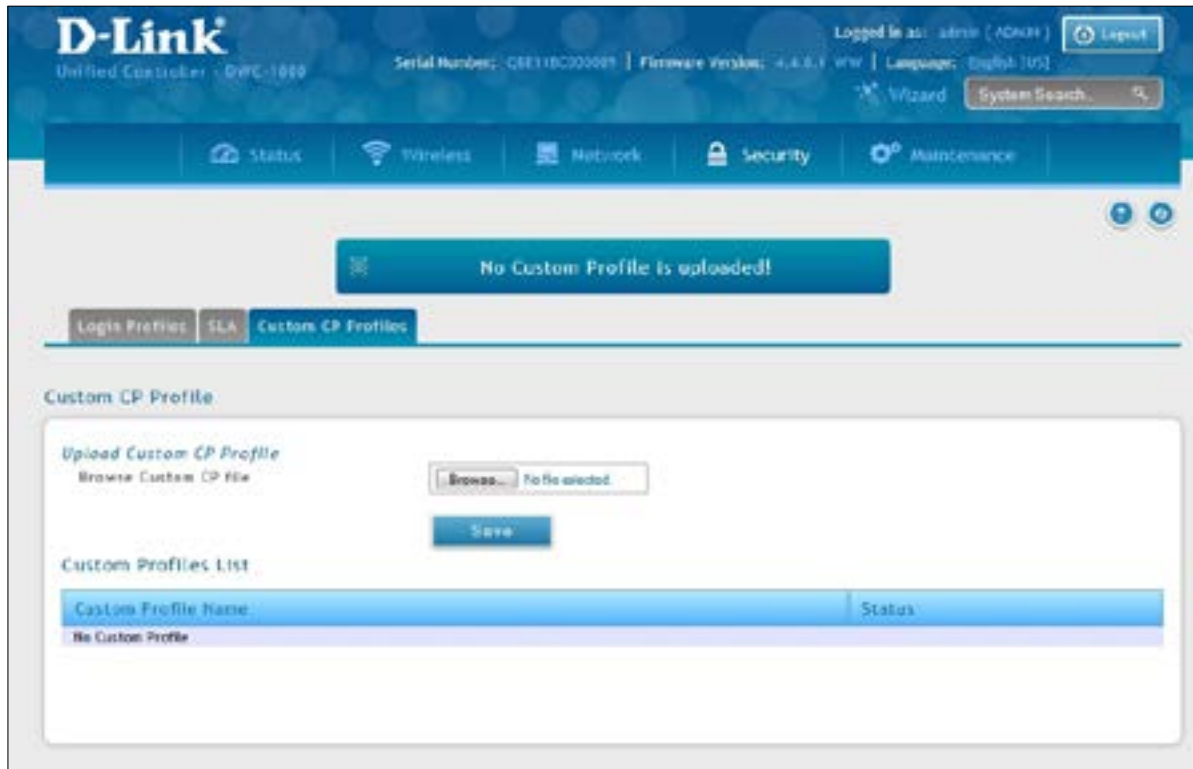 D-Link
Unified Controller - DWC-1000
Logged in as: admin ( ADMIN )
Logout
Serial Number: | Firmware Version: WW | Language: English [US]
Wizard
System Search..
Status
Wireless
Network
Security
Maintenance
No Custom Profile is uploaded!
Login Profiles
SLA
Custom CP Profiles
Custom CP Profile
Upload Custom CP Profile
Browse Custom CP file
Browse... No file selected.
Save
Custom Profiles List
Custom Profile Name
Status
No Custom Profile